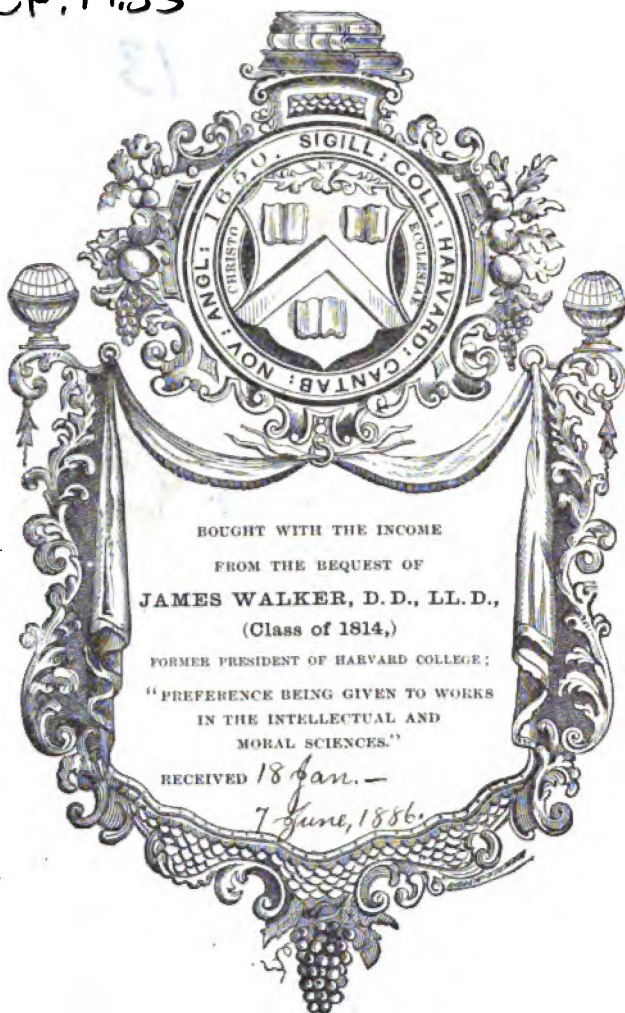 SIGILL: COLL: HARVARD: CANTAB: NOV: ANGL: 1650.
ET
CHRISTO
ECCLESIAE
BOUGHT WITH THE INCOME
FROM THE BEQUEST OF
JAMES WALKER, D.D., LL.D.,
(Class of 1814,)
FORMER PRESIDENT OF HARVARD COLLEGE;
"PREFERENCE BEING GIVEN TO WORKS
IN THE INTELLECTUAL AND
MORAL SCIENCES."
RECEIVED 18 Jan. —
7 June, 1886.